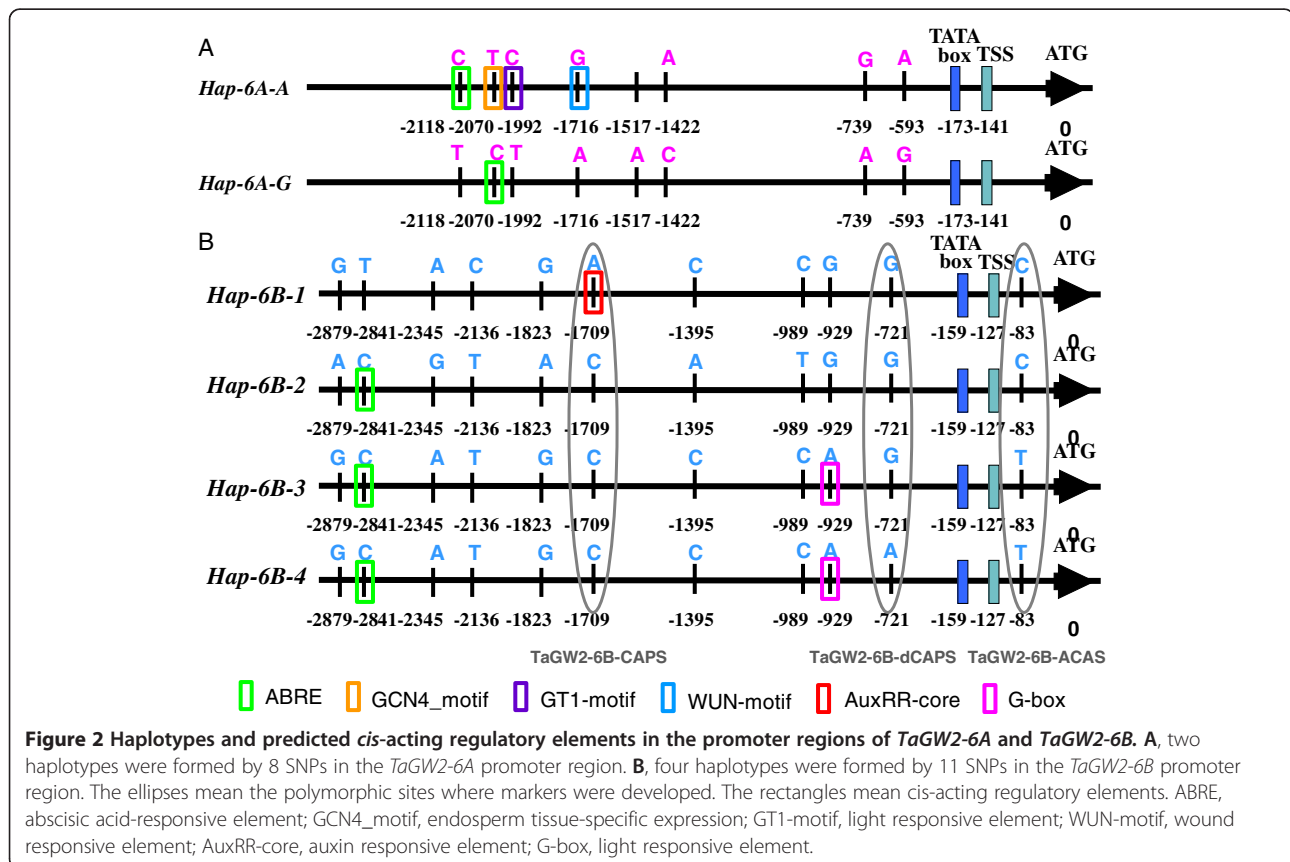 A
TATA
box TSS ATG
C T C G A G A
Hap-6A-A
-2118 -2070 -1992 -1716 -1517 -1422 -739 -593 -173 -141 0
T C T A A C A G ATG
Hap-6A-G
-2118 -2070 -1992 -1716 -1517 -1422 -739 -593 -173 -141 0
B
TATA
box TSS ATG
G T A C G A C C G G C
Hap-6B-1
-2879 -2841 -2345 -2136 -1823 -1709 -1395 -989 -929 -721 -159 -127 -83 0
A C G T A C A T G G C ATG
Hap-6B-2
-2879 -2841 -2345 -2136 -1823 -1709 -1395 -989 -929 -721 -159 -127 -83 0
G C A T G C C C A G T ATG
Hap-6B-3
-2879 -2841 -2345 -2136 -1823 -1709 -1395 -989 -929 -721 -159 -127 -83 0
G C A T G C C C A A T ATG
Hap-6B-4
-2879 -2841 -2345 -2136 -1823 -1709 -1395 -989 -929 -721 -159 -127 -83 0
TaGW2-6B-CAPS TaGW2-6B-dCAPS TaGW2-6B-ACAS
ABRE GCN4_motif GT1-motif WUN-motif AuxRR-core G-box
Figure 2 Haplotypes and predicted cis-acting regulatory elements in the promoter regions of TaGW2-6A and TaGW2-6B. A, two
haplotypes were formed by 8 SNPs in the TaGW2-6A promoter region. B, four haplotypes were formed by 11 SNPs in the TaGW2-6B promoter
region. The ellipses mean the polymorphic sites where markers were developed. The rectangles mean cis-acting regulatory elements. ABRE,
abscisic acid-responsive element; GCN4_motif, endosperm tissue-specific expression; GT1-motif, light responsive element; WUN-motif, wound
responsive element; AuxRR-core, auxin responsive element; G-box, light responsive element.